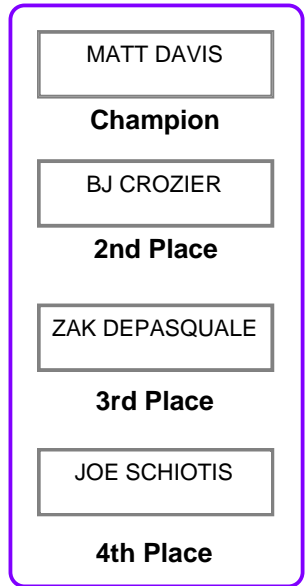 MATT DAVIS
Champion
BJ CROZIER
2nd Place
ZAK DEPASQUALE
3rd Place
JOE SCHIOTIS
4th Place